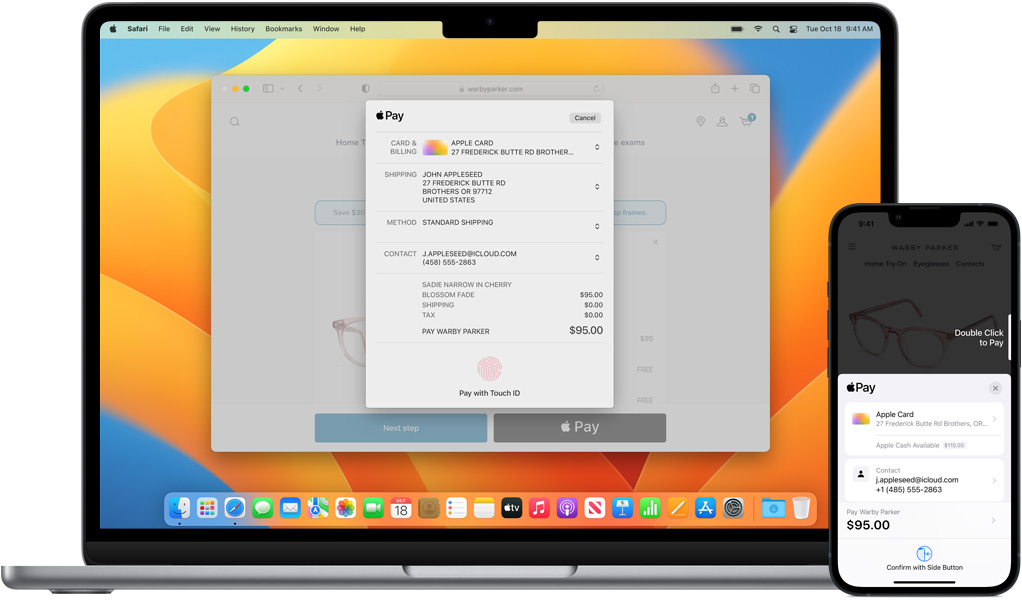 Safari File Edit View History Bookmarks Window Help
Tue Oct 18 9:41 AM
warbyparker.com
Pay
Cancel
Home T
e exams
CARD & BILLING
APPLE CARD
27 FREDERICK BUTTE RD BROTHER...
SHIPPING
JOHN APPLESEED
27 FREDERICK BUTTE RD
BROTHERS OR 97712
UNITED STATES
Save $30
op frames.
METHOD STANDARD SHIPPING
CONTACT
J.APPLESEED@ICLOUD.COM
(458) 555-2863
SADIE NARROW IN CHERRY
BLOSSOM FADE $95.00
SHIPPING $0.00
TAX $0.00
PAY WARBY PARKER $95.00
$95
FREE
FREE
Pay with Touch ID
Next step
Pay
1
OCT
18
tv
9:41
WARBY PARKER
Home Try-On Eyeglasses Contacts
Double Click
to Pay
Pay
Apple Card
27 Frederick Butte Rd Brothers, OR...
Apple Cash Available $115.00
Contact
j.appleseed@icloud.com
+1 (485) 555-2863
Pay Warby Parker
$95.00
Confirm with Side Button